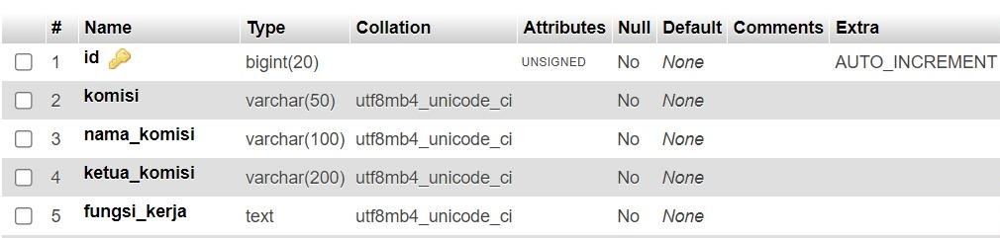 # Name Type Collation Attributes Null Default Comments Extra
1 id bigint(20) UNSIGNED No None AUTO_INCREMENT
2 komisi varchar(50) utf8mb4_unicode_ci No None
3 nama_komisi varchar(100) utf8mb4_unicode_ci No None
4 ketua_komisi varchar(200) utf8mb4_unicode_ci No None
5 fungsi_kerja text utf8mb4_unicode_ci No None